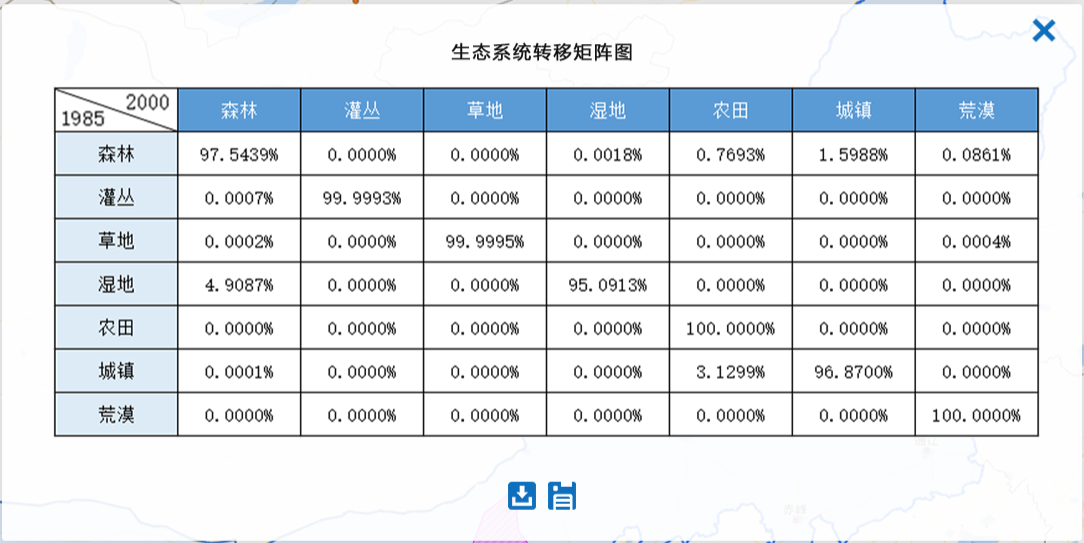 生态系统转移矩阵图
2000
1985
森林 灌丛 草地 湿地 农田 城镇 荒漠
森林 97.5439% 0.0000% 0.0000% 0.0018% 0.7693% 1.5988% 0.0861%
灌丛 0.0007% 99.9993% 0.0000% 0.0000% 0.0000% 0.0000% 0.0000%
草地 0.0002% 0.0000% 99.9995% 0.0000% 0.0000% 0.0000% 0.0004%
湿地 4.9087% 0.0000% 0.0000% 95.0913% 0.0000% 0.0000% 0.0000%
农田 0.0000% 0.0000% 0.0000% 0.0000% 100.0000% 0.0000% 0.0000%
城镇 0.0001% 0.0000% 0.0000% 0.0000% 3.1299% 96.8700% 0.0000%
荒漠 0.0000% 0.0000% 0.0000% 0.0000% 0.0000% 0.0000% 100.0000%